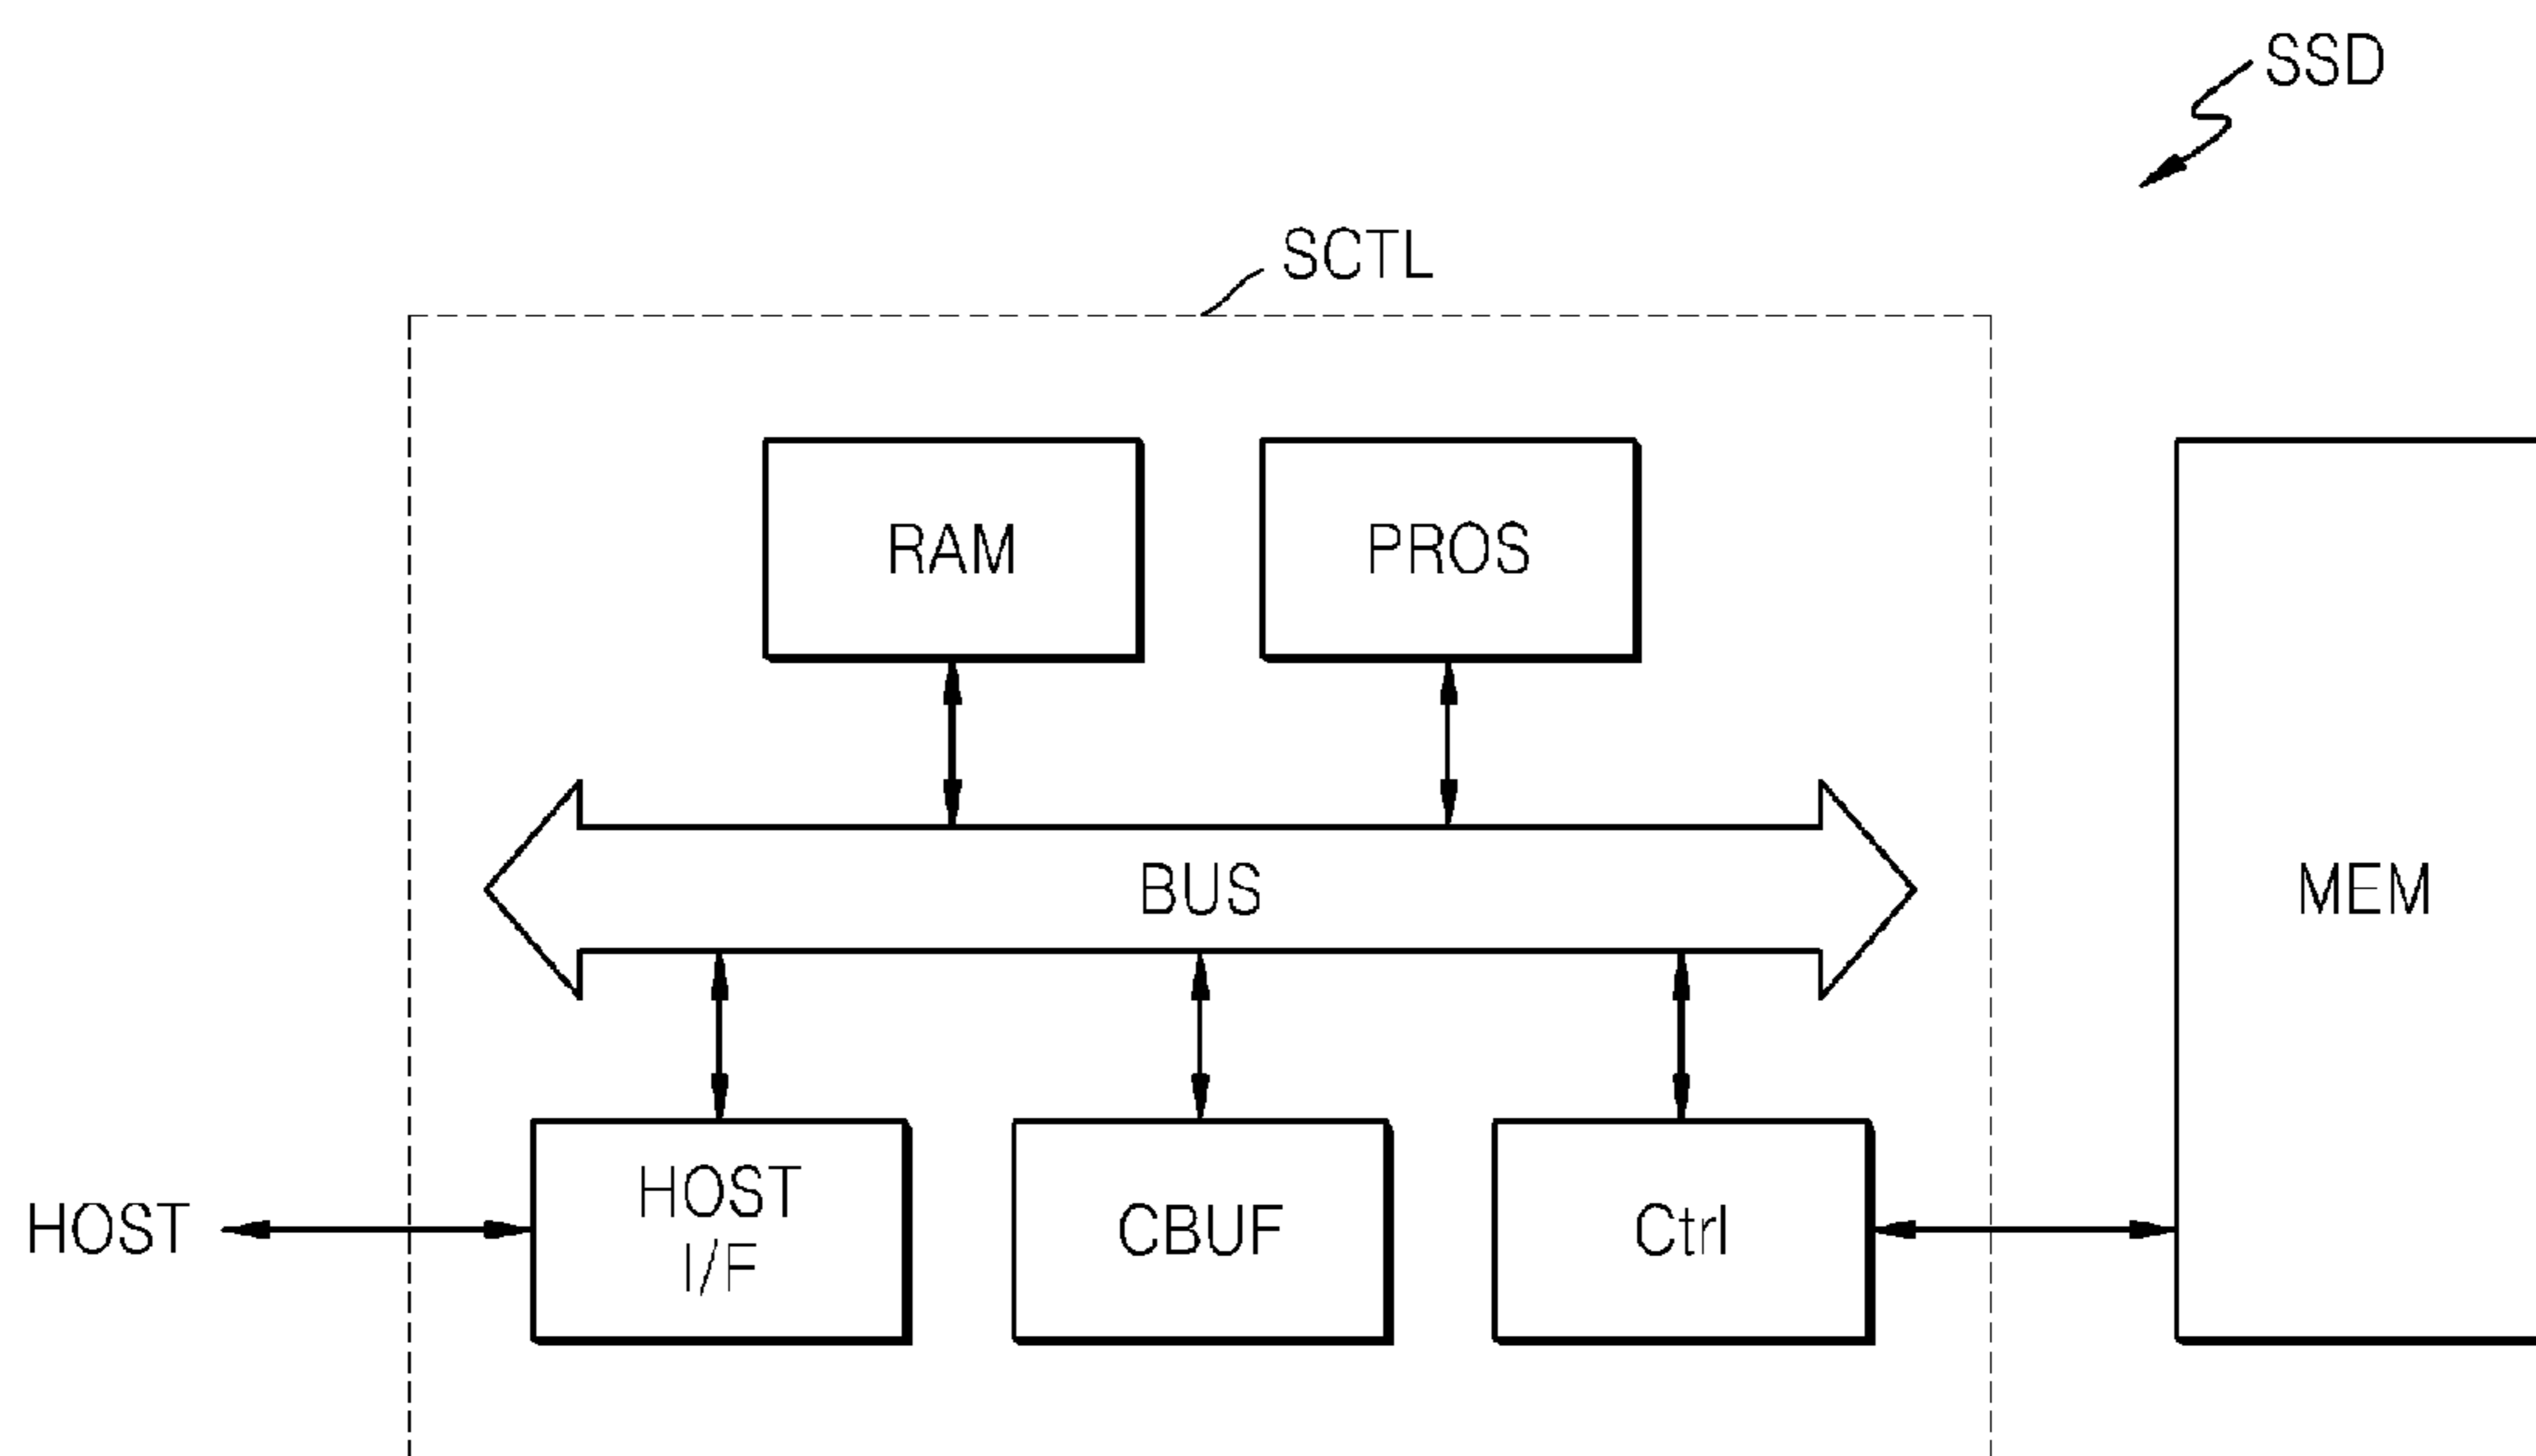 SSD
SCTL
RAM
PROS
BUS
MEM
HOST
HOST
I/F
CBUF
Ctrl